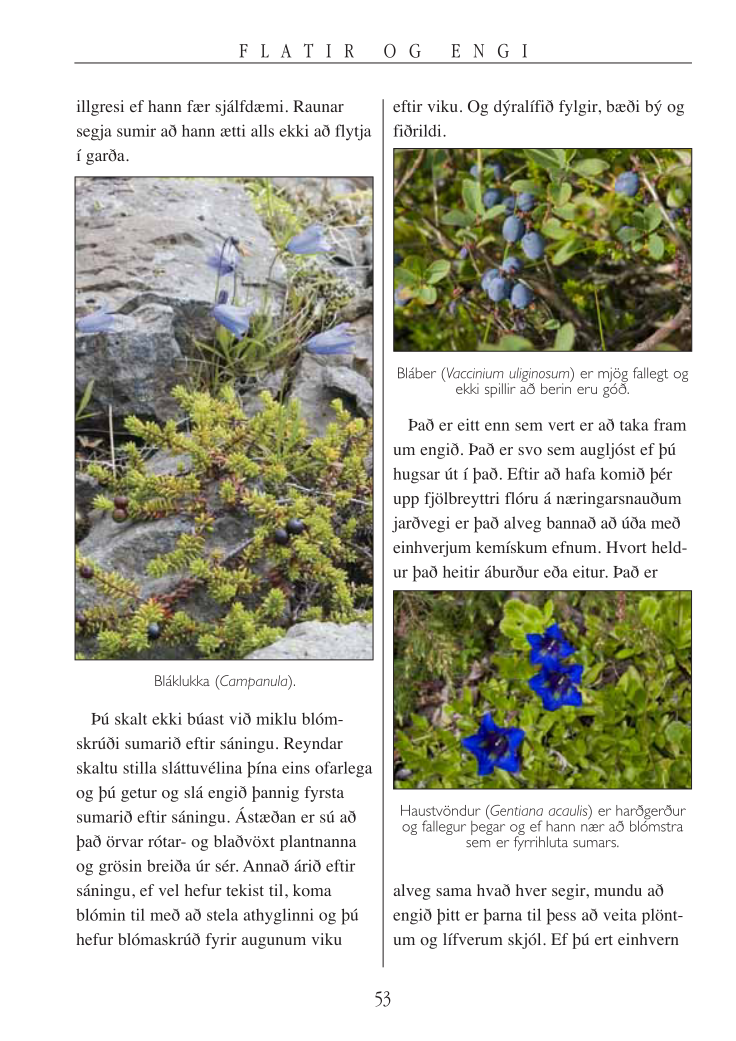 FLATIR OG ENGI
illgresi ef hann fær sjálfdæmi. Raunar
segja sumir að hann ætti alls ekki að flytja
í garða.
Bláklukka (Campanula).
Þú skalt ekki búast við miklu blóm-
skrúði sumarið eftir sáningu. Reyndar
skaltu stilla sláttuvélina þína eins ofarlega
og þú getur og slá engið þannig fyrsta
sumarið eftir sáningu. Ástæðan er sú að
það örvar rótar- og blaðvöxt plantnanna
og grösin breiða úr sér. Annað árið eftir
sáningu, ef vel hefur tekist til, koma
blómin til með að stela athyglinni og þú
hefur blómaskrúð fyrir augunum viku
eftir viku. Og dýralífið fylgir, bæði bý og
fiðrildi.
Bláber (Vaccinium uliginosum) er mjög fallegt og
ekki spillir að berin eru góð.
Það er eitt enn sem vert er að taka fram
um engið. Það er svo sem augljóst ef þú
hugsar út í það. Eftir að hafa komið þér
upp fjölbreyttri flóru á næringarsnauðum
jarðvegi er það alveg bannað að úða með
einhverjum kemískum efnum. Hvort held-
ur það heitir áburður eða eitur. Það er
Haustvöndur (Gentiana acaulis) er harðgerður
og fallegur þegar og ef hann nær að blómstra
sem er fyrrihluta sumars.
alveg sama hvað hver segir, mundu að
engið þitt er þarna til þess að veita plönt-
um og lífverum skjól. Ef þú ert einhvern
53